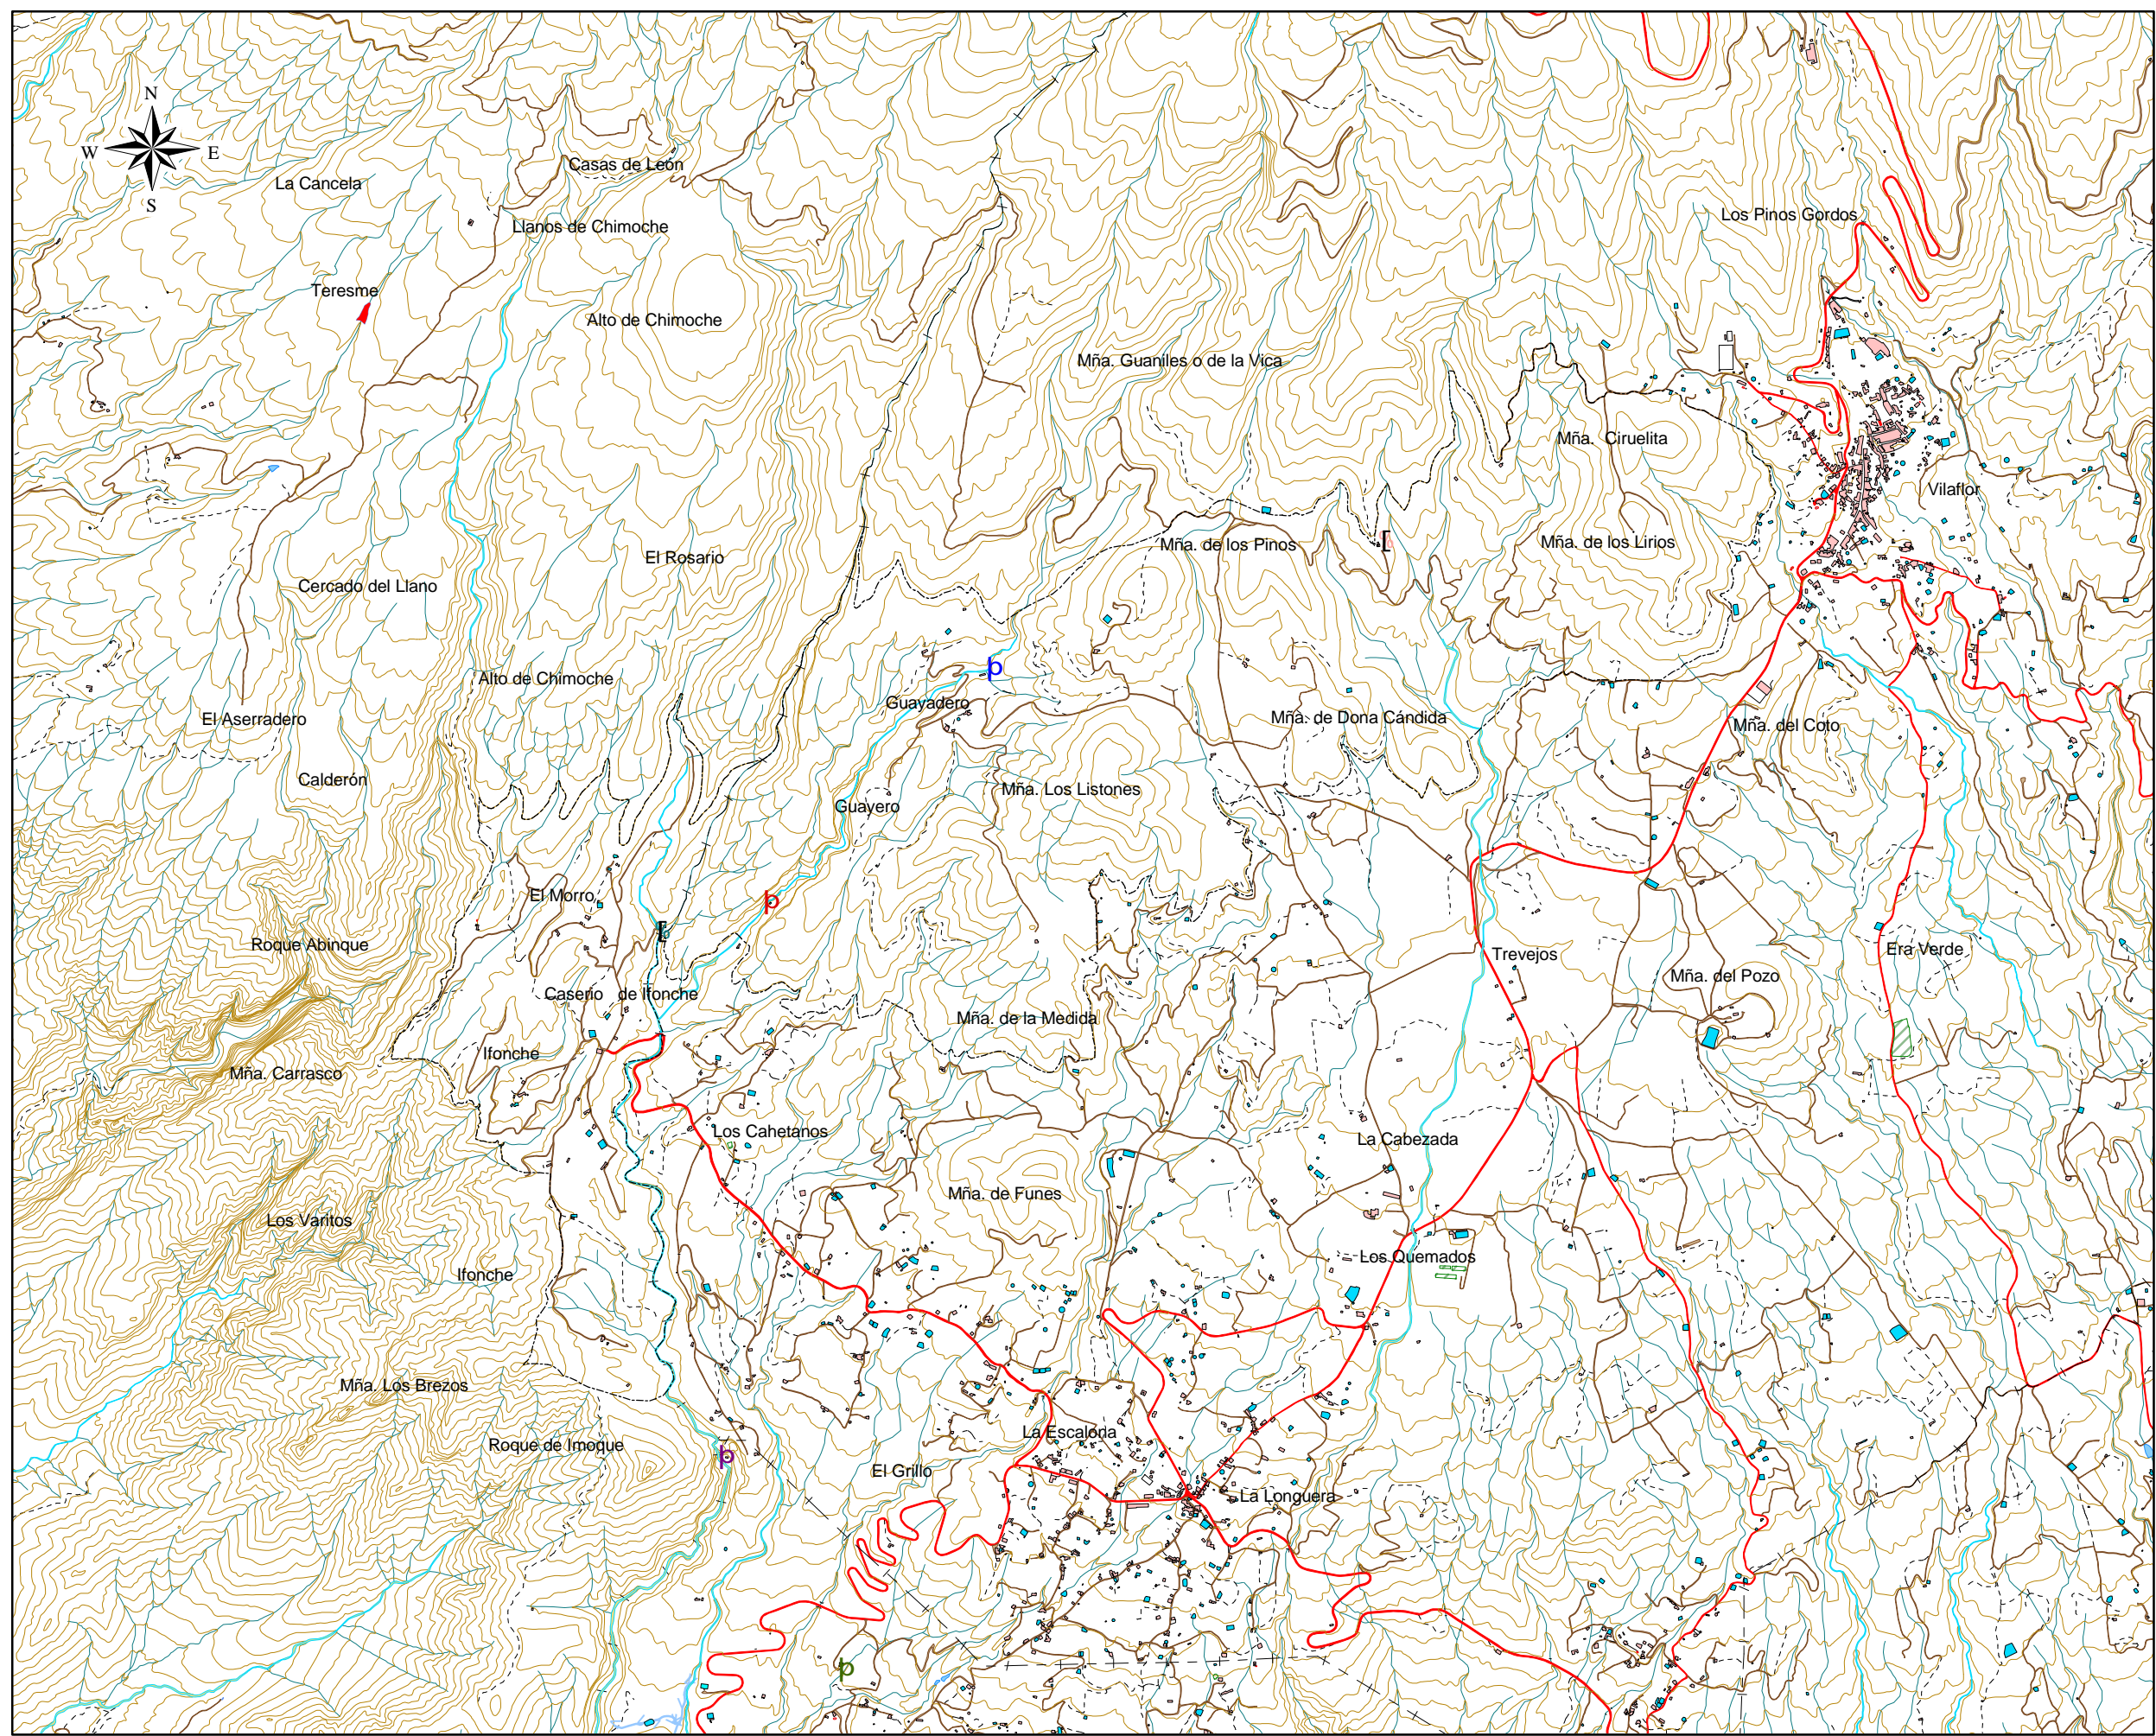 N
W E
S
Casas de León
La Cancela
Los Pinos Gordos
Llanos de Chimoche
Teresme
Alto de Chimoche
Mña. Guaniles o de la Vica
Mña. Ciruelita
Vilaflor
Mña. de los Pinos
[
Mña. de los Lirios
El Rosario
Cercado del Llano
þ
Alto de Chimoche
Guayadero
El Aserradero
Mña. de Dona Cándida
Mña. del Coto
Calderón
Mña. Los Listones
Guayero
El Morro
þ
[
Roque Abinque
Era Verde
Trevejos
Mña. del Pozo
Caserio de Ifonche
Mña. de la Medida
Ifonche
Mña. Carrasco
Los Cahetanos
La Cabezada
Mña. de Funes
Los Varitos
Los Quemados
Ifonche
Mña. Los Brezos
La Escalona
Roque de Imoque
þ
El Grillo
La Longuera
þ